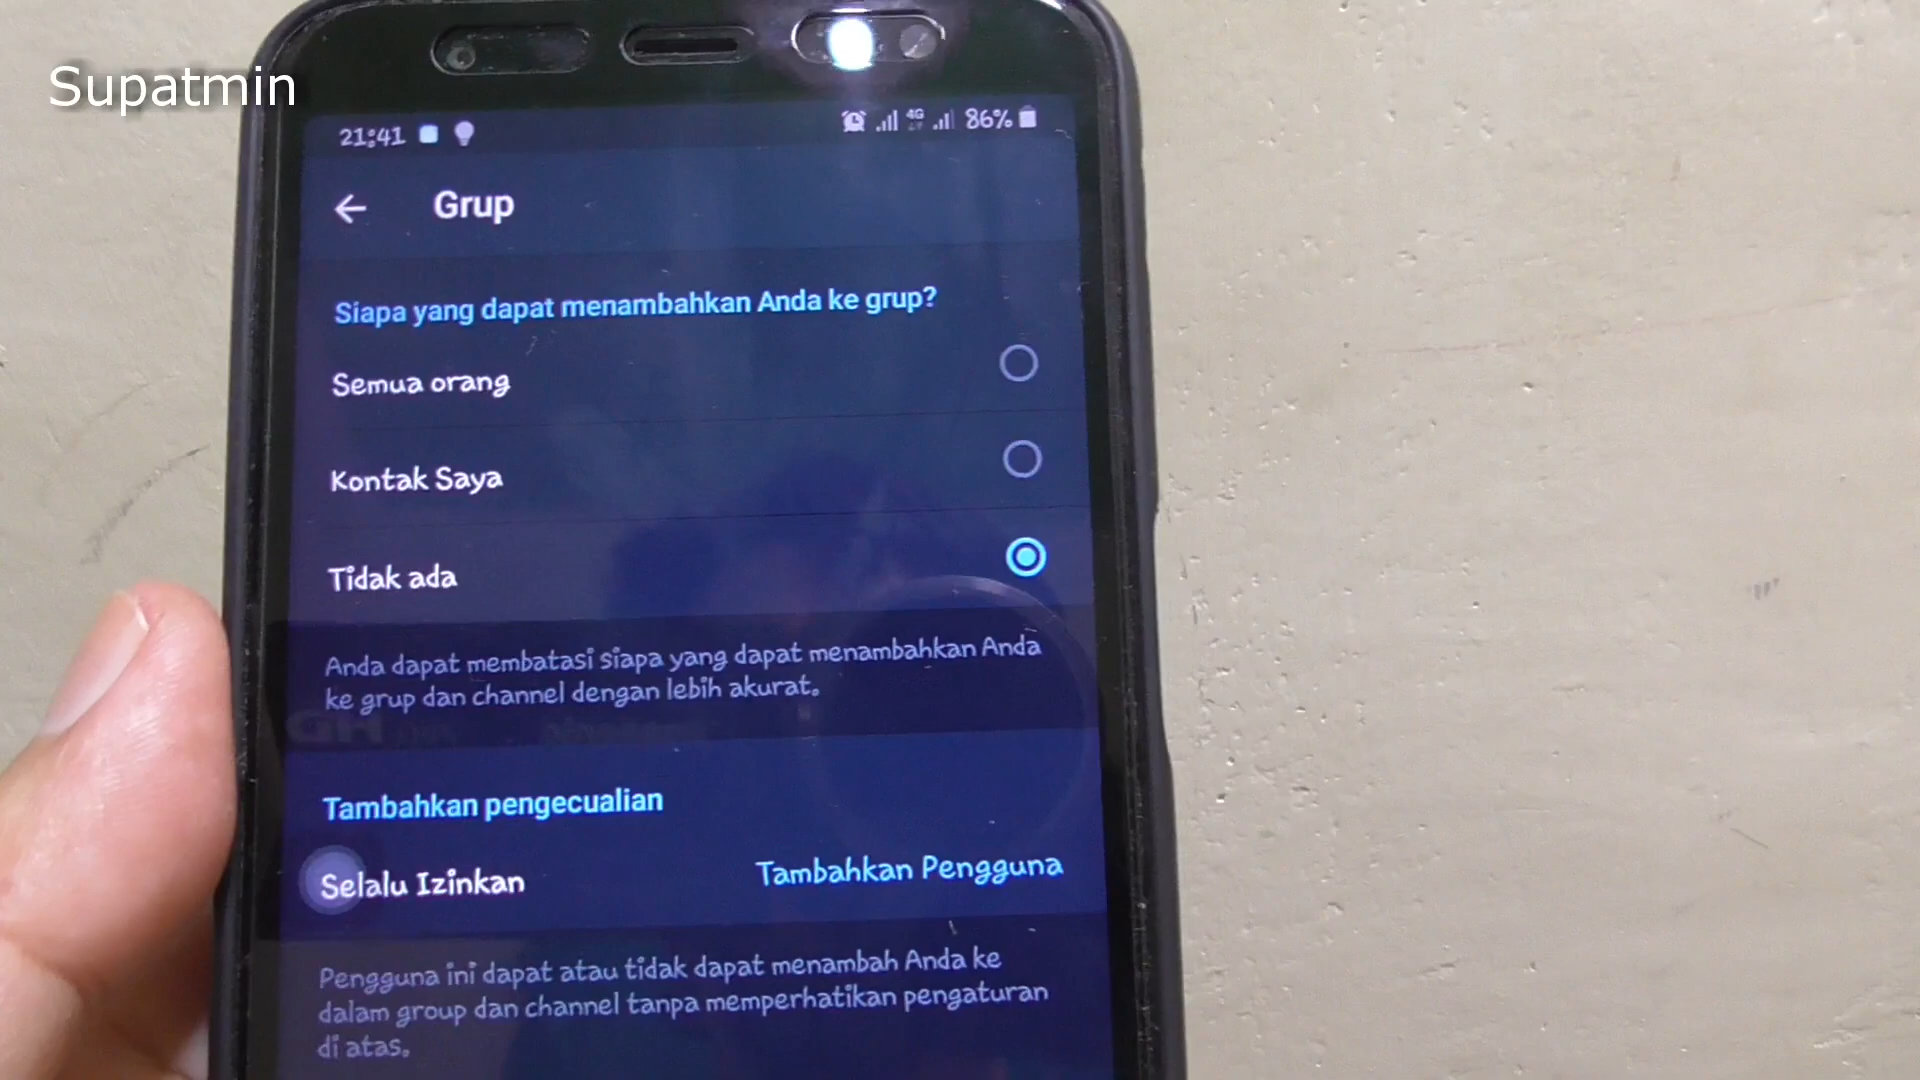 Supatmin
21:41
4G
86%
Grup
Siapa yang dapat menambahkan Anda ke grup?
Semua orang
Kontak Saya
Tidak ada
Anda dapat membatasi siapa yang dapat menambahkan Anda
ke grup dan channel dengan lebih akurat.
Tambahkan pengecualian
Selalu Izinkan
Tambahkan Pengguna
Pengguna ini dapat atau tidak dapat menambah Anda ke
dalam group dan channel tanpa memperhatikan pengaturan
di atas.